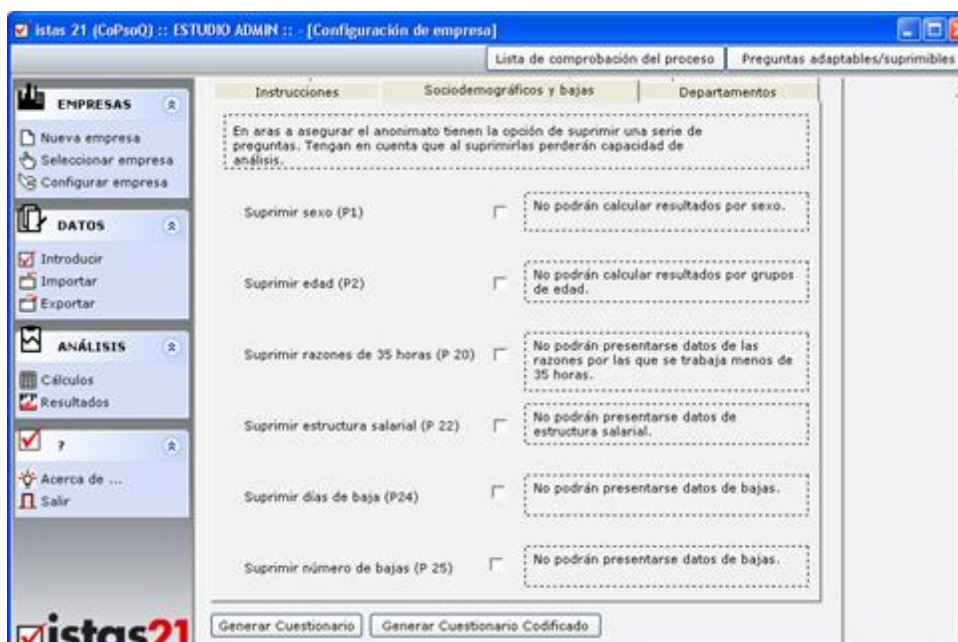 istas 21 (CoPsoQ) :: ESTUDIO ADMIN :: - [Configuración de empresa]
Lista de comprobación del proceso
Preguntas adaptables/suprimibles
EMPRESAS
Nueva empresa
Seleccionar empresa
Configurar empresa
DATOS
Introducir
Importar
Exportar
ANÁLISIS
Cálculos
Resultados
?
Acerca de ...
Salir
istas21
Instrucciones
Sociodemográficos y bajas
Departamentos
En aras a asegurar el anonimato tienen la opción de suprimir una serie de
preguntas. Tengan en cuenta que al suprimirlas perderán capacidad de
análisis.
Suprimir sexo (P1)
No podrán calcular resultados por sexo.
Suprimir edad (P2)
No podrán calcular resultados por grupos
de edad.
Suprimir razones de 35 horas (P 20)
No podrán presentarse datos de las
razones por las que se trabaja menos de
35 horas.
Suprimir estructura salarial (P 22)
No podrán presentarse datos de
estructura salarial.
Suprimir días de baja (P24)
No podrán presentarse datos de bajas.
Suprimir número de bajas (P 25)
No podrán presentarse datos de bajas.
Generar Cuestionario
Generar Cuestionario Codificado